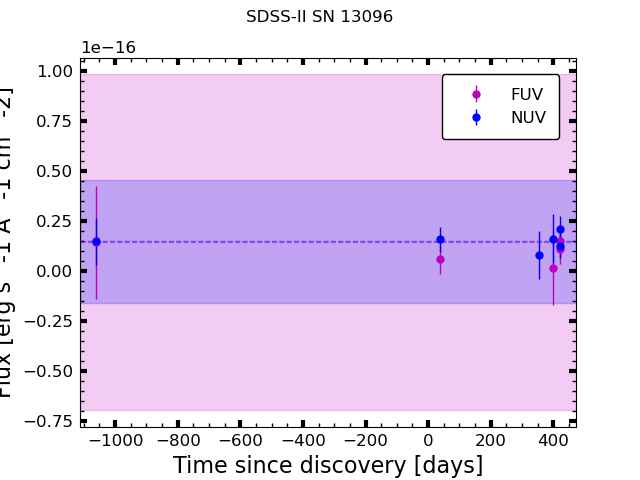 SDSS-II SN 13096
1e−16
1.00
0.75
0.50
0.25
0.00
−0.25
−0.50
−0.75
Flux [erg s -1 A -1 cm -2]
FUV
NUV
−1000 −800 −600 −400 −200 0 200 400
Time since discovery [days]